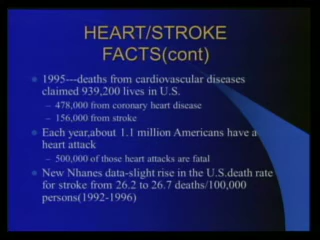 HEART/STROKE
FACTS(cont)
1995---deaths from cardiovascular diseases
claimed 939,200 lives in U.S.
– 478,000 from coronary heart disease
– 156,000 from stroke
Each year,about 1.1 million Americans have a
heart attack
– 500,000 of those heart attacks are fatal
New Nhanes data-slight rise in the U.S.death rate
for stroke from 26.2 to 26.7 deaths/100,000
persons(1992-1996)